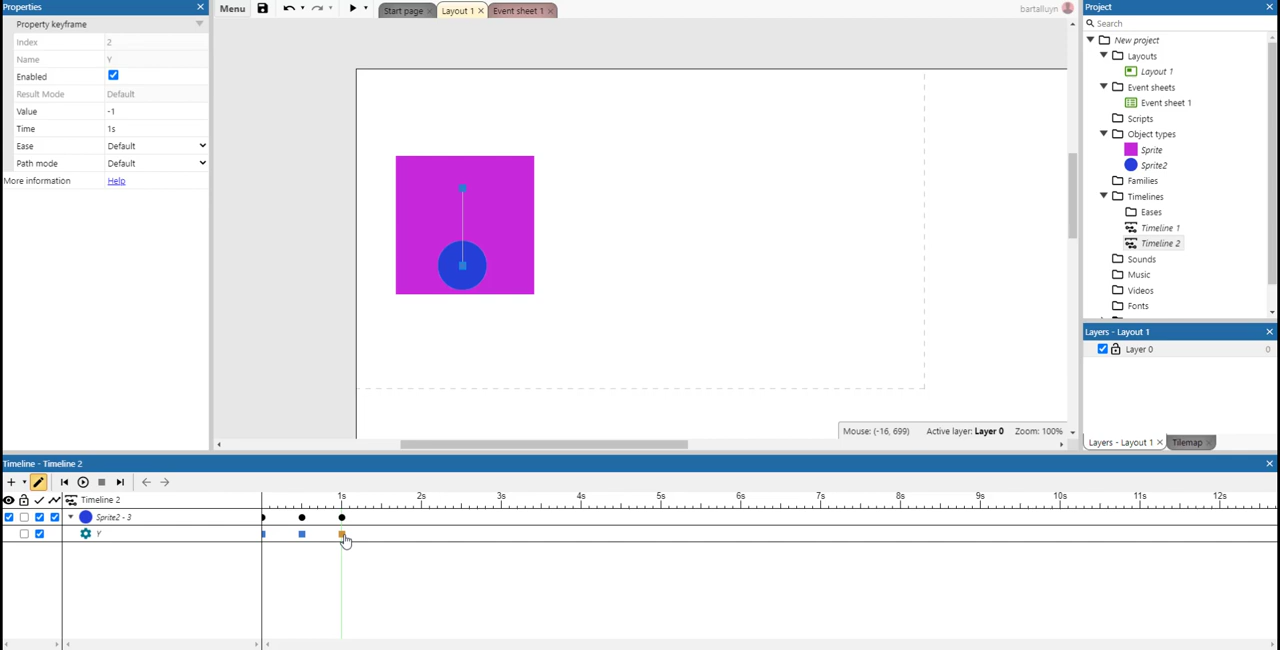 Properties
Property keyframe
Index 2
Name Y
Enabled
Result Mode Default
Value -1
Time 1s
Ease Default
Path mode Default
More information Help
Menu
Start page
Layout 1
Event sheet 1
bartalluyn
Mouse: (-16, 699) Active layer: Layer 0 Zoom: 100%
Project
Search
New project
Layouts
Layout 1
Event sheets
Event sheet 1
Scripts
Object types
Sprite
Sprite2
Families
Timelines
Eases
Timeline 1
Timeline 2
Sounds
Music
Videos
Fonts
Layers - Layout 1
Layer 0 0
Layers - Layout 1
Tilemap
Timeline - Timeline 2
Timeline 2
1s 2s 3s 4s 5s 6s 7s 8s 9s 10s 11s 12s
Sprite2 - 3
Y